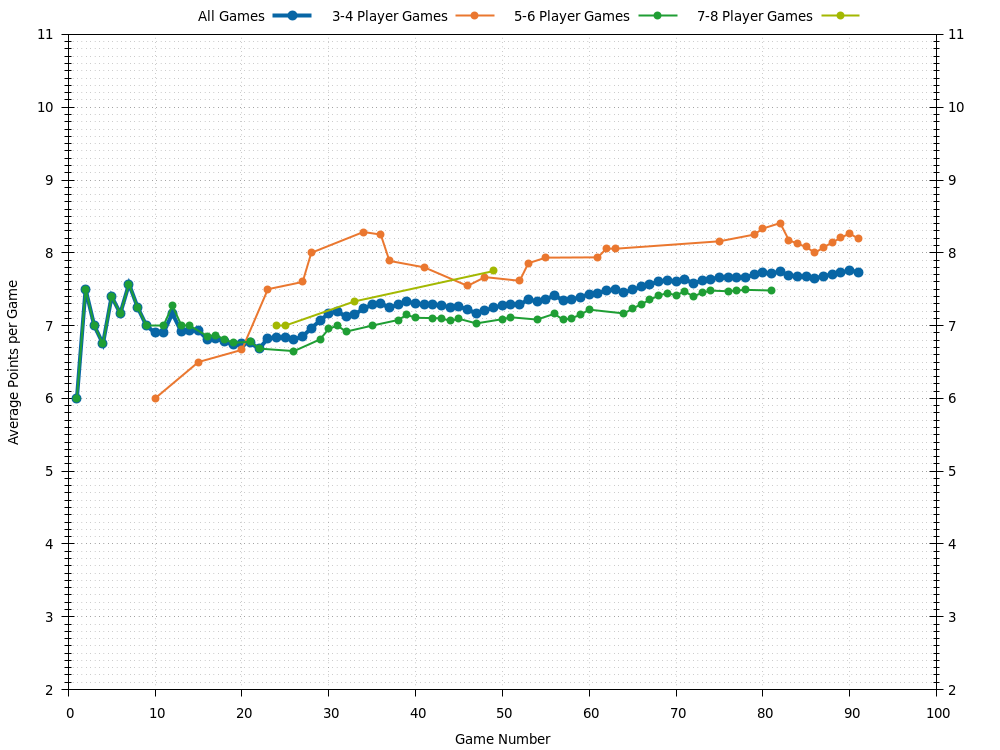 All Games 3-4 Player Games 5-6 Player Games 7-8 Player Games
11 11
10 10
9 9
8 8
7 7
6 6
5 5
4 4
3 3
2 2
Average Points per Game
0 10 20 30 40 50 60 70 80 90 100
Game Number